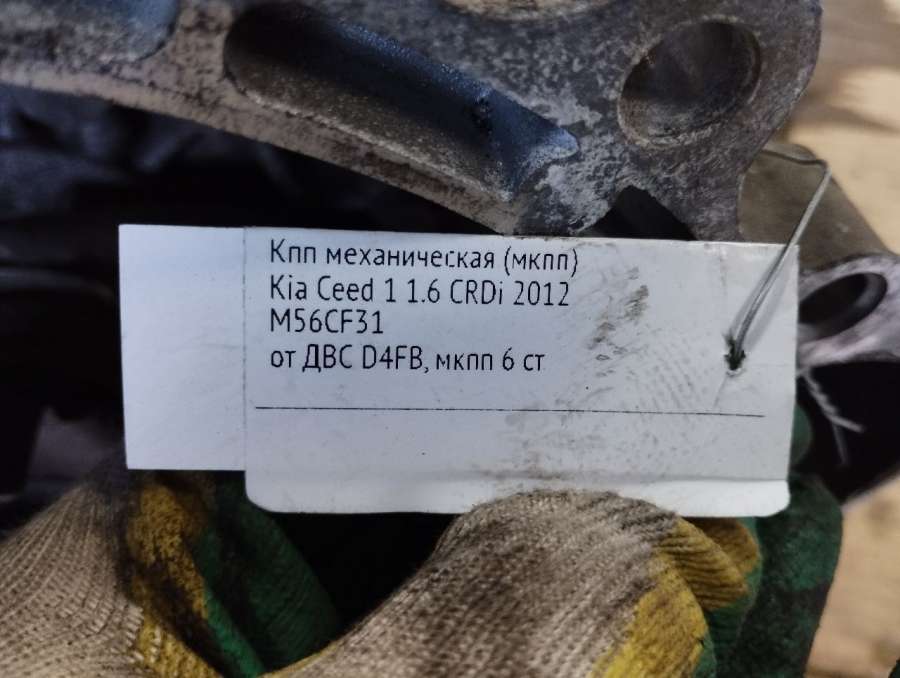 Кпп механическая (мкпп)
Kia Ceed 1 1.6 CRDi 2012
M56CF31
от ДВС D4FB, мкпп 6 ст